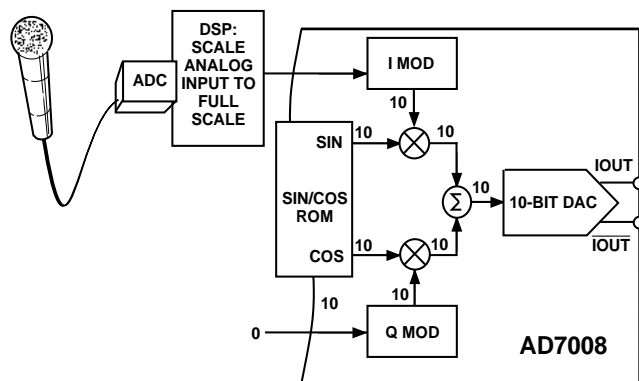 DSP:
SCALE
ANALOG
INPUT TO
FULL
SCALE
ADC
I MOD
10
SIN
10
10
SIN/COS
ROM
10
Σ
10-BIT DAC
IOUT
IOUT
COS
10
10
10
10
0
Q MOD
AD7008